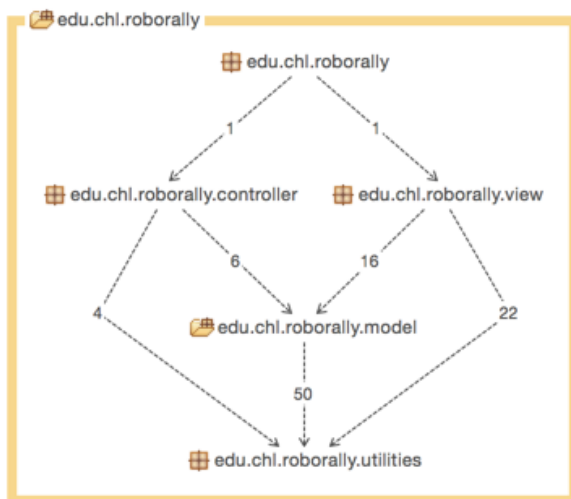 edu.chl.roborally
edu.chl.roborally
1 1
edu.chl.roborally.controller edu.chl.roborally.view
6 16
4 22
edu.chl.roborally.model
50
edu.chl.roborally.utilities